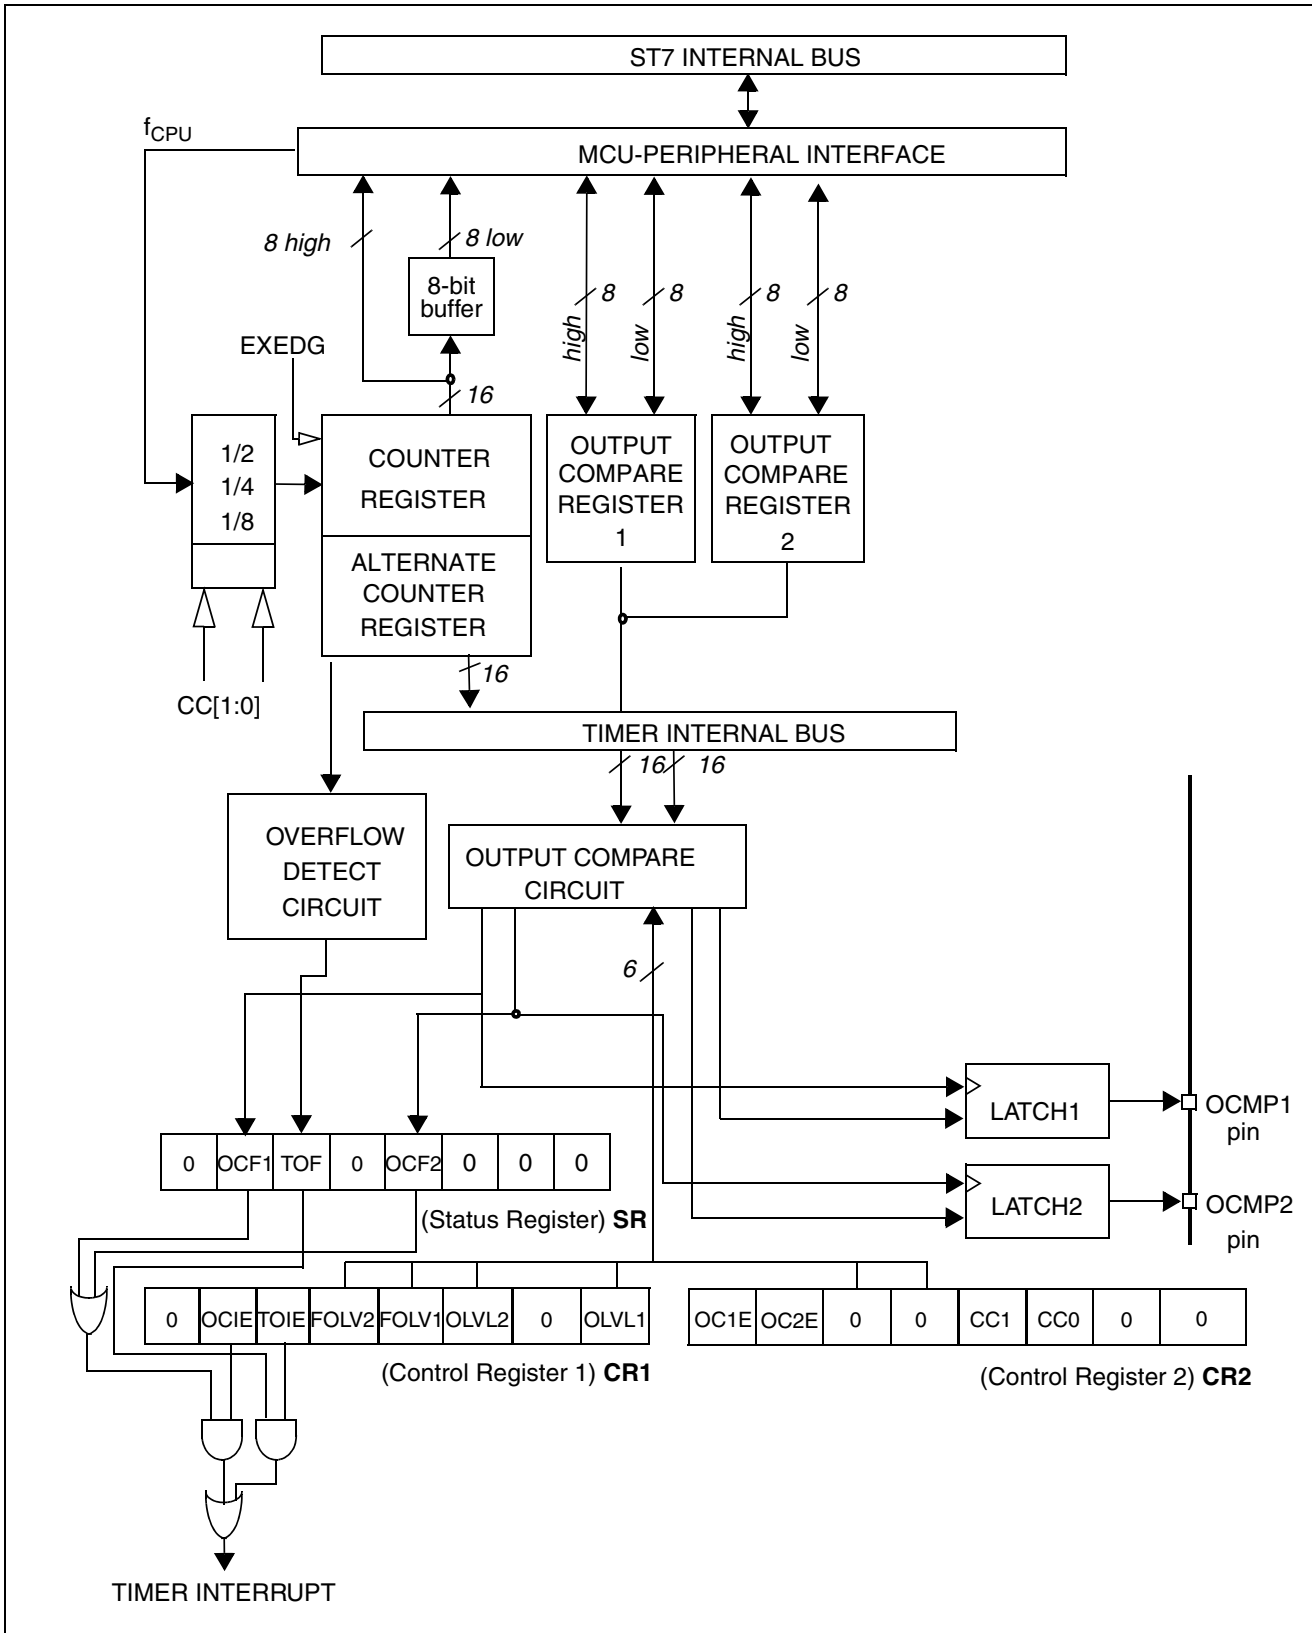 ST7 INTERNAL BUS
fCPU
MCU-PERIPHERAL INTERFACE
8 high
8 low
8-bit
buffer
8
8
8
8
high
low
high
low
EXEDG
16
1/2
1/4
1/8
COUNTER
REGISTER
OUTPUT
COMPARE
REGISTER
1
OUTPUT
COMPARE
REGISTER
2
ALTERNATE
COUNTER
REGISTER
16
CC[1:0]
TIMER INTERNAL BUS
16
16
OVERFLOW
DETECT
CIRCUIT
OUTPUT COMPARE
CIRCUIT
6
LATCH1
OCMP1
pin
0 OCF1 TOF 0 OCF2 0 0 0
(Status Register) SR
LATCH2
OCMP2
pin
0 OCIE TOIE FOLV2 FOLV1 OLVL2 0 OLVL1
(Control Register 1) CR1
OC1E OC2E 0 0 CC1 CC0 0 0
(Control Register 2) CR2
TIMER INTERRUPT